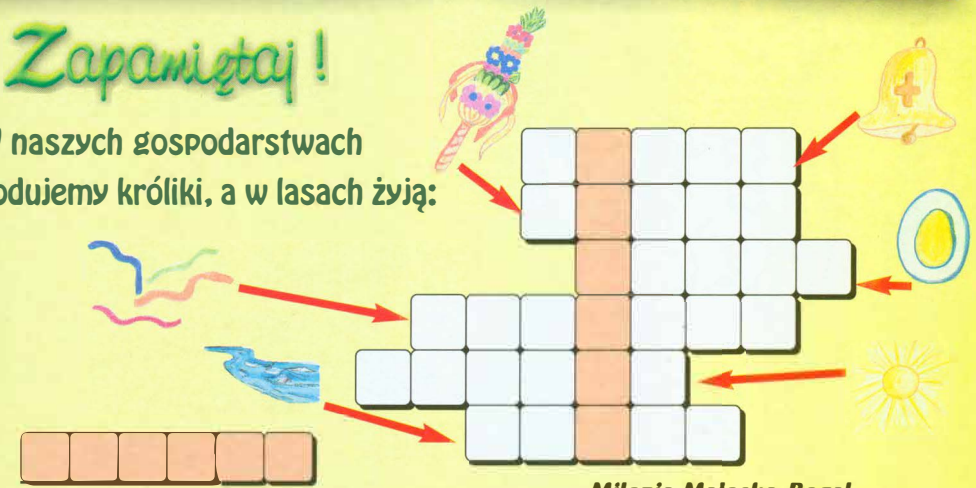 Zapamiętaj !
naszych gospodarstwach
odujemy króliki, a w lasach żyją: